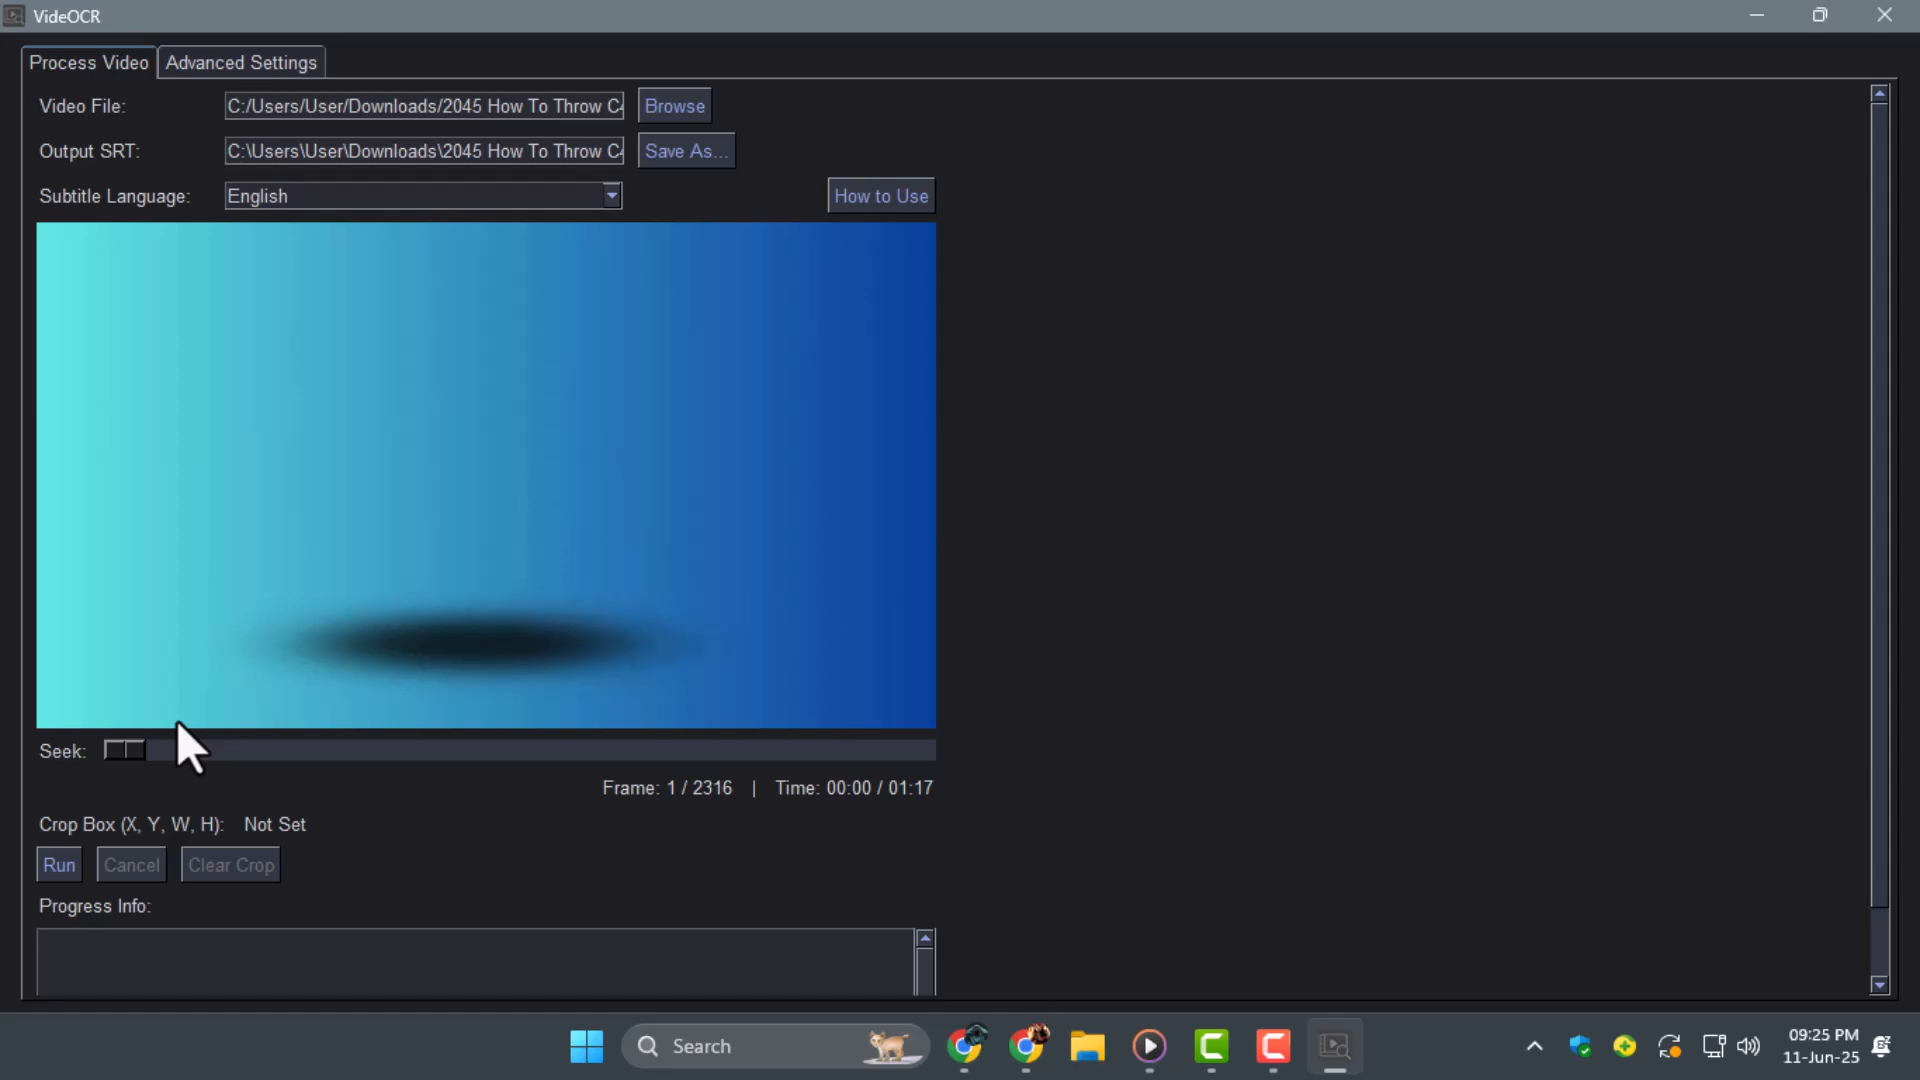 VideOCR
Process Video Advanced Settings
Video File: C:/Users/User/Downloads/2045 How To Throw C Browse
Output SRT: C:\Users\User\Downloads\2045 How To Throw C Save As...
Subtitle Language: English How to Use
Seek:
Frame: 1 / 2316 | Time: 00:00 / 01:17
Crop Box (X, Y, W, H): Not Set
Run Cancel Clear Crop
Progress Info:
Search 09:25 PM
11-Jun-25